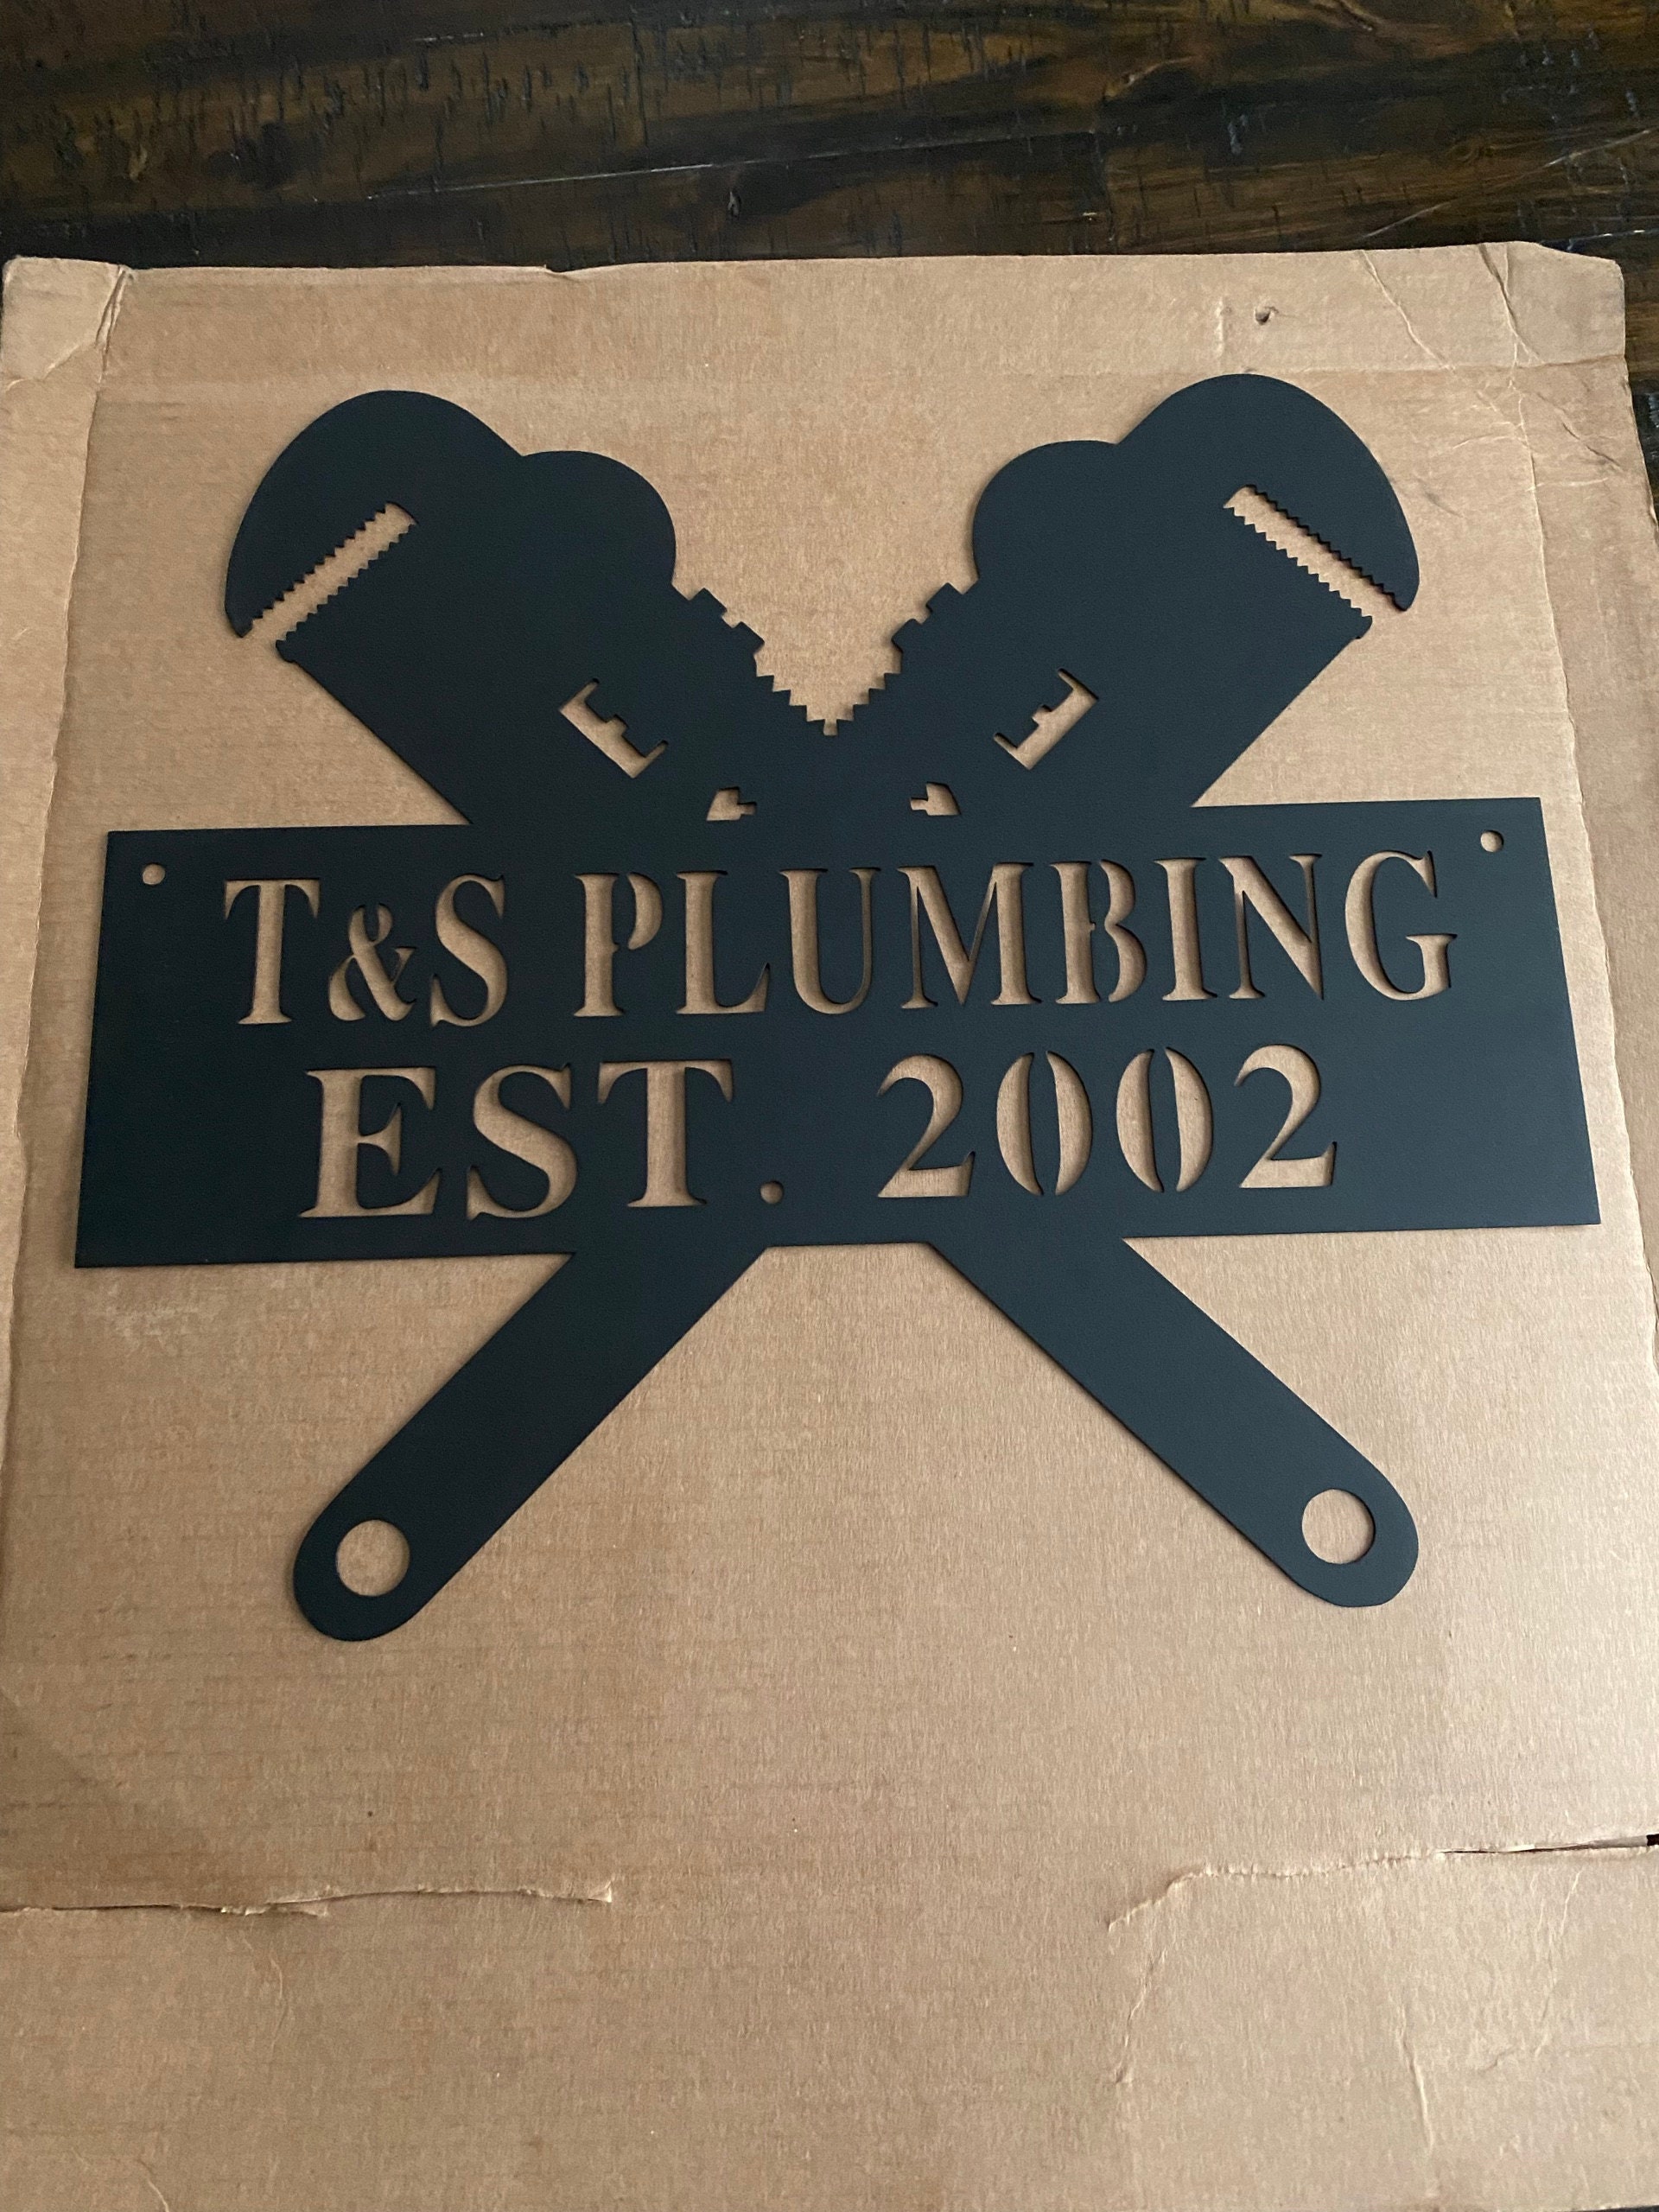 T&S PLUMBING
EST. 2002